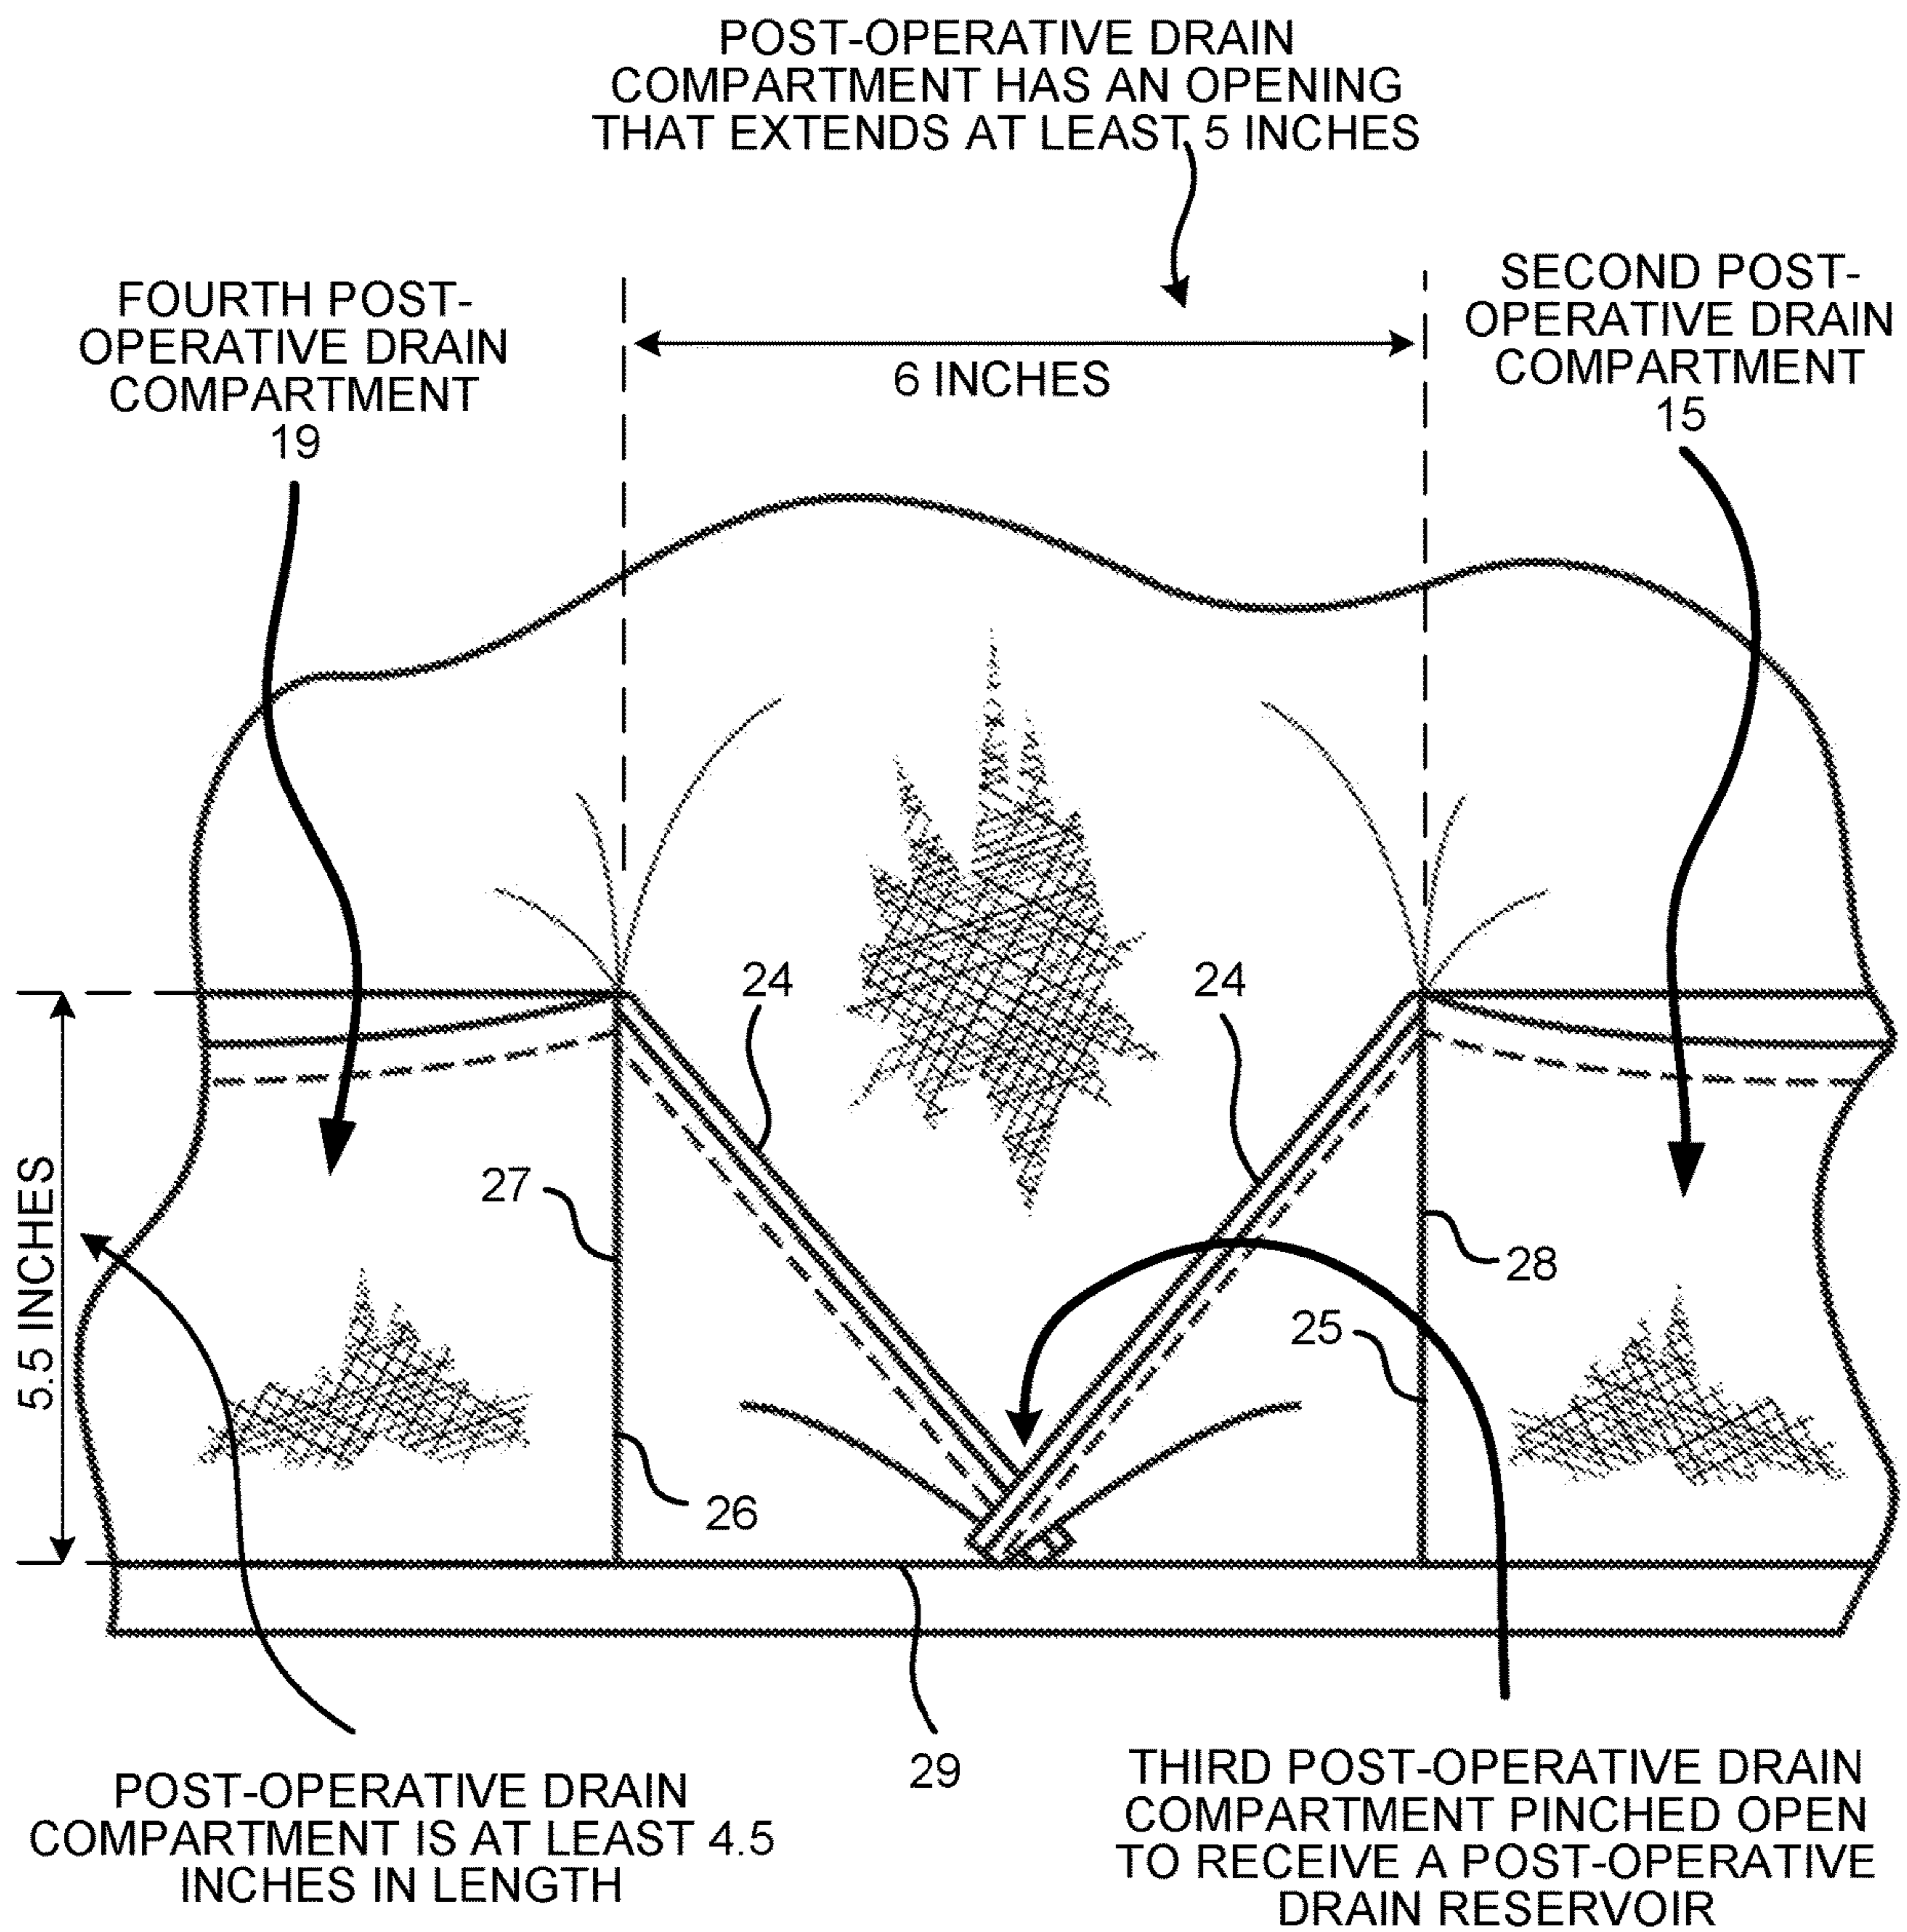 POST-OPERATIVE DRAIN
COMPARTMENT HAS AN OPENING
THAT EXTENDS AT LEAST 5 INCHES
FOURTH POST-
OPERATIVE DRAIN
COMPARTMENT
19
6 INCHES
SECOND POST-
OPERATIVE DRAIN
COMPARTMENT
15
24
24
27
28
25
26
5.5 INCHES
29
POST-OPERATIVE DRAIN
COMPARTMENT IS AT LEAST 4.5
INCHES IN LENGTH
THIRD POST-OPERATIVE DRAIN
COMPARTMENT PINCHED OPEN
TO RECEIVE A POST-OPERATIVE
DRAIN RESERVOIR